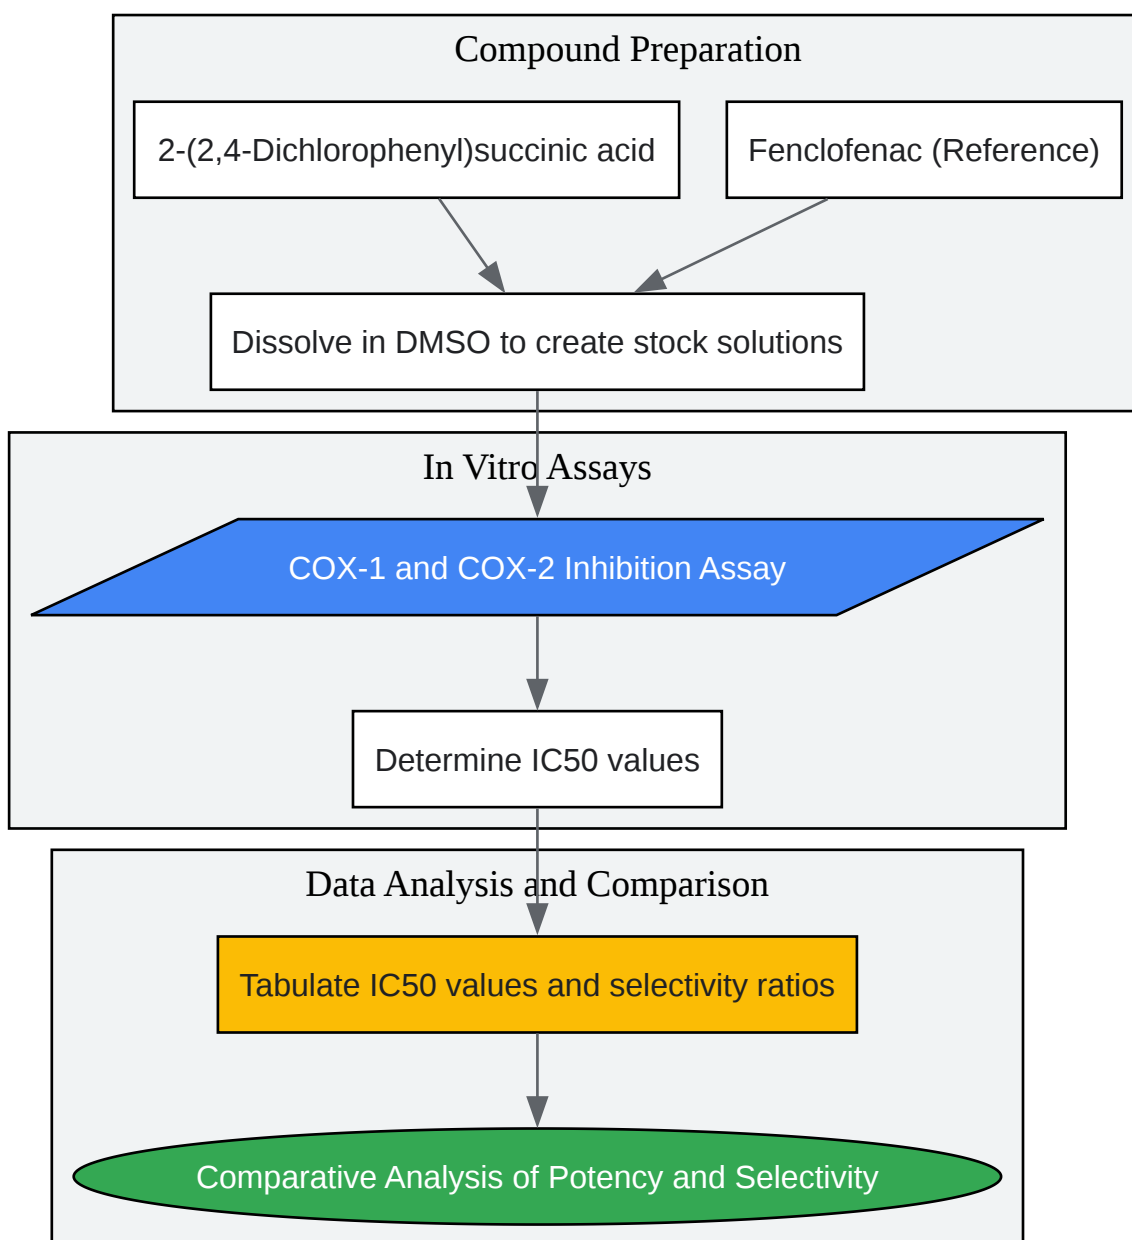 Compound Preparation
2-(2,4-Dichlorophenyl)succinic acid
Fenclofenac (Reference)
Dissolve in DMSO to create stock solutions
In Vitro Assays
COX-1 and COX-2 Inhibition Assay
Determine IC50 values
Data Analysis and Comparison
Tabulate IC50 values and selectivity ratios
Comparative Analysis of Potency and Selectivity